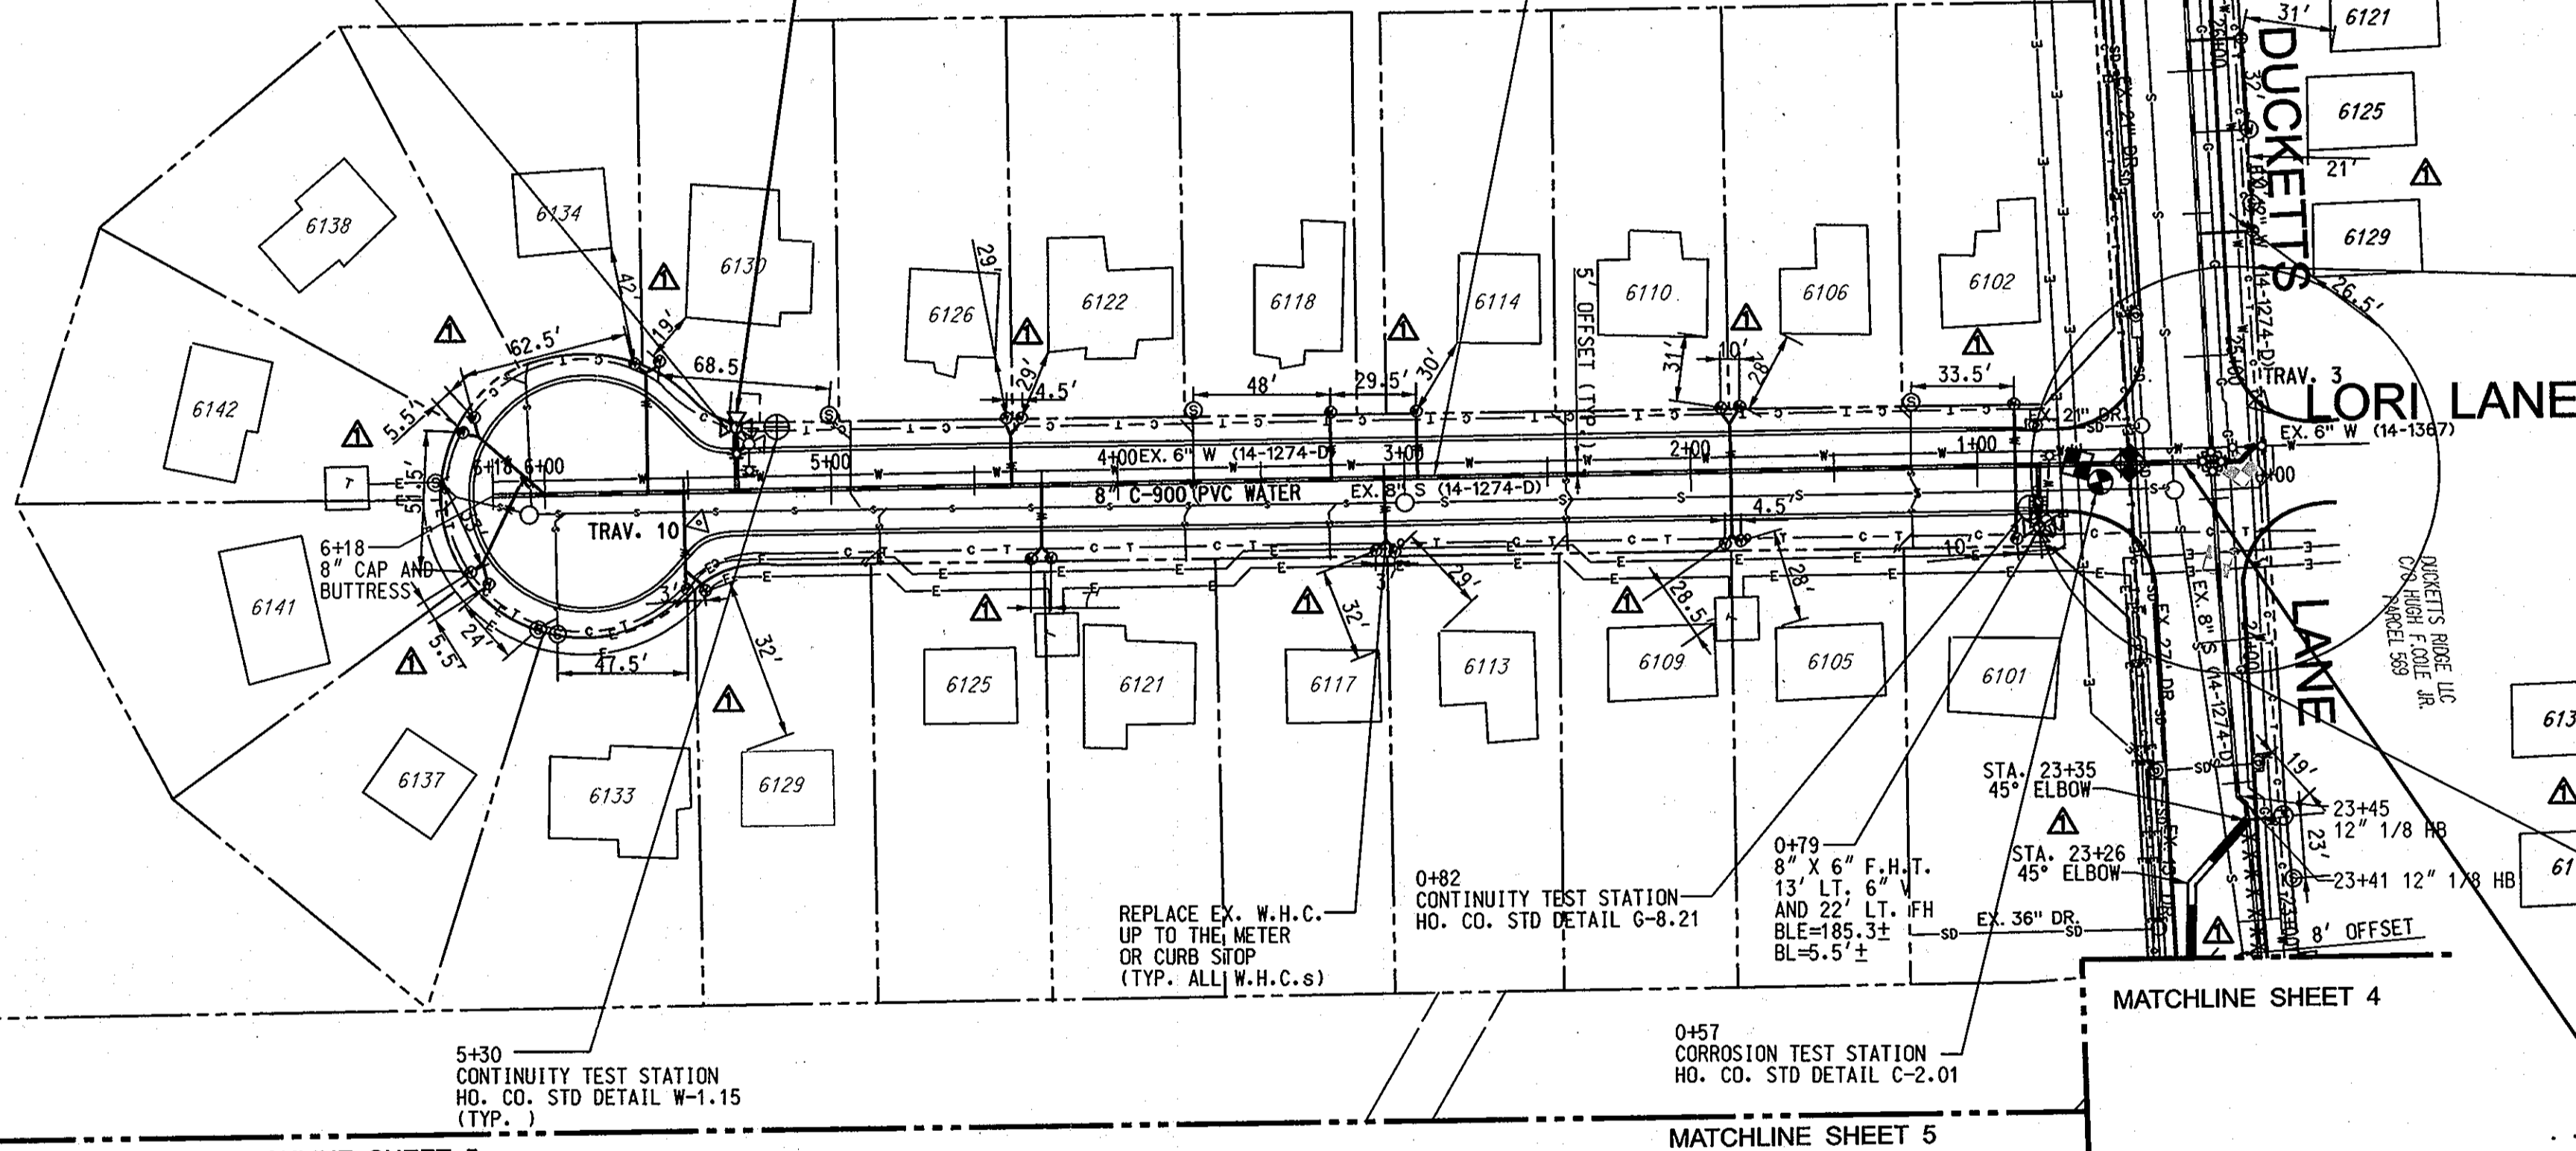 31'
6121
DUCKETTS
32'
6125
21'
6129
26.5'
6138
6134
6130
42'
19'
62.5'
68.5
6142
5.5'
6126
29'
6122
29'
4.5'
6118
48'
29.5'
6114
30'
5' OFFSET (TYP.)
6110
31'
10'
6106
28'
6102
33.5'
EX. 21" DR.
TRAV. 3
LORI LANE
EX. 6" W (14-1367)
6+18 6+00
5+00
4+00
EX. 6" W (14-1274-D)
3+00
2+00
1+00
0+00
8" C-900 PVC WATER
EX. 8" S (14-1274-D)
TRAV. 10
51.5'
6+18
8" CAP AND
BUTTRESS
6141
5.5'
24'
47.5'
3'
32'
7'
32'
3'
29'
4.5'
28.5'
28'
10'
6137
6133
6129
6125
6121
6117
6113
6109
6105
6101
DUCKETTS RIDGE LLC
C/O HUGH F.COLE JR.
PARCEL 569
LANE
EX. 27" DR.
EX. 8" S (14-1274-D)
STA. 23+35
45° ELBOW
STA. 23+26
45° ELBOW
19'
23+45
12" 1/8 HB
23'
23+41 12" 1/8 HB
8' OFFSET
EX. 36" DR.
613
61
0+79
8" X 6" F.H.T.
13' LT. 6" V
AND 22' LT. FH
BLE=185.3±
BL=5.5'±
0+82
CONTINUITY TEST STATION
HO. CO. STD DETAIL G-8.21
REPLACE EX. W.H.C.
UP TO THE METER
OR CURB STOP
(TYP. ALL W.H.C.s)
MATCHLINE SHEET 4
0+57
CORROSION TEST STATION
HO. CO. STD DETAIL C-2.01
5+30
CONTINUITY TEST STATION
HO. CO. STD DETAIL W-1.15
(TYP. )
MATCHLINE SHEET 5